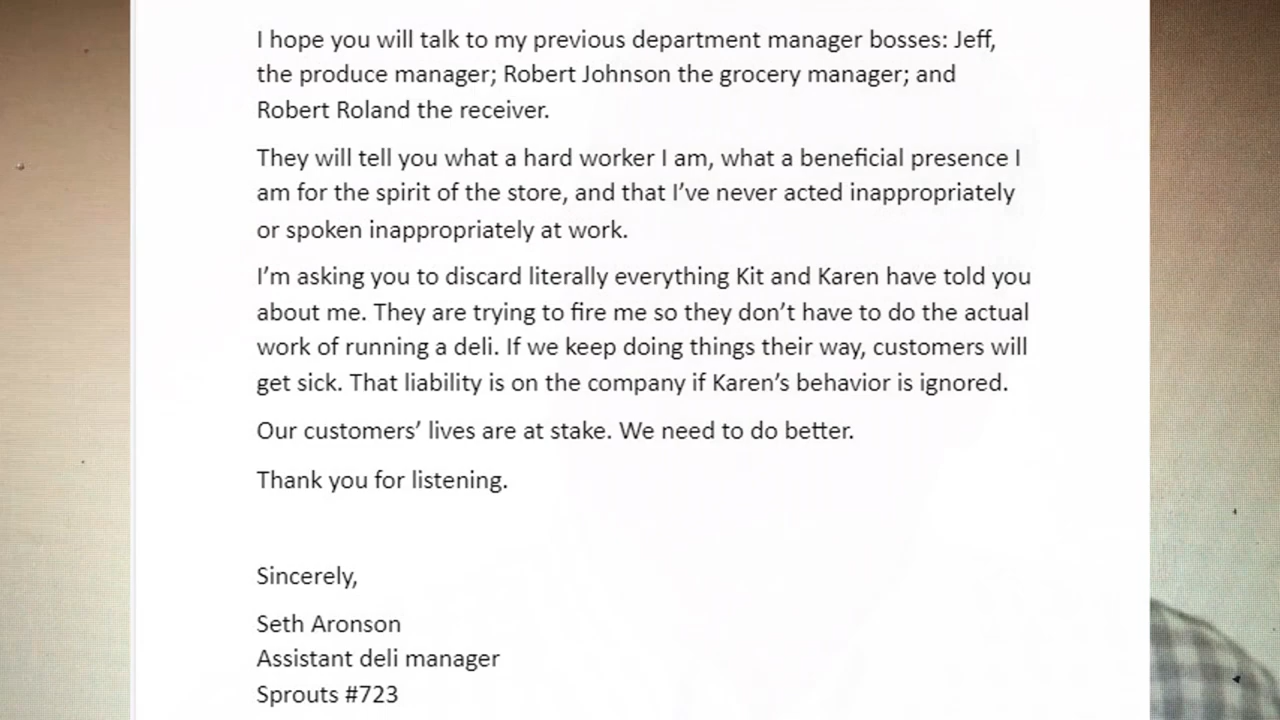 I hope you will talk to my previous department manager bosses: Jeff,
the produce manager; Robert Johnson the grocery manager; and
Robert Roland the receiver.
They will tell you what a hard worker I am, what a beneficial presence I
am for the spirit of the store, and that I’ve never acted inappropriately
or spoken inappropriately at work.
I’m asking you to discard literally everything Kit and Karen have told you
about me. They are trying to fire me so they don’t have to do the actual
work of running a deli. If we keep doing things their way, customers will
get sick. That liability is on the company if Karen’s behavior is ignored.
Our customers’ lives are at stake. We need to do better.
Thank you for listening.
Sincerely,
Seth Aronson
Assistant deli manager
Sprouts #723